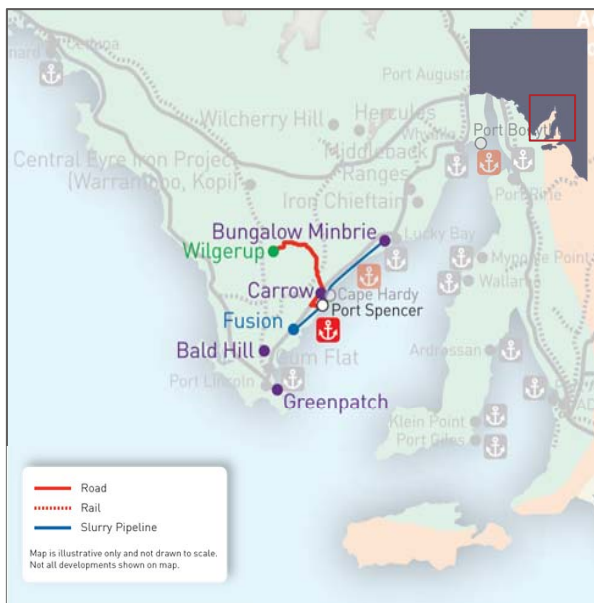 Port Augusta
Hercules
Wilcherry Hill
Whyalla
Port Bonython
Middleback
Ranges
Central Eyre Iron Project
(Warramboo, Kopi)
Port Pirie
Iron Chieftain
Bungalow Minbrie
Lucky Bay
Wilgerup
Myponie Point
Wallaroo
Carrow
Cape Hardy
Port Spencer
Fusion
Bald Hill
Gum Flat
Ardrossan
Port Lincoln
Greenpatch
Klein Point
Port Giles
Road
Rail
Slurry Pipeline
Map is illustrative only and not drawn to scale.
Not all developments shown on map.